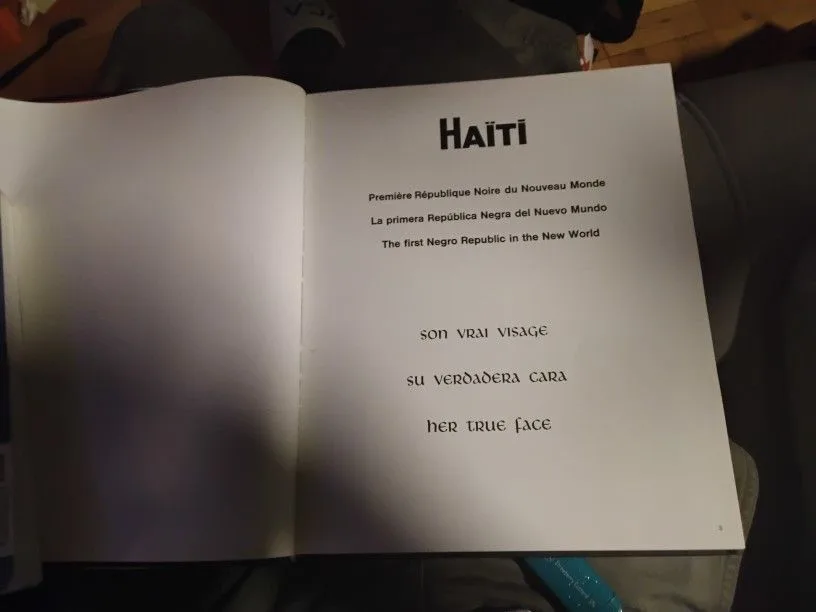 HAÏTI
Première République Noire du Nouveau Monde
La primera República Negra del Nuevo Mundo
The first Negro Republic in the New World
son vrai visage
su verdadera cara
her true face
3